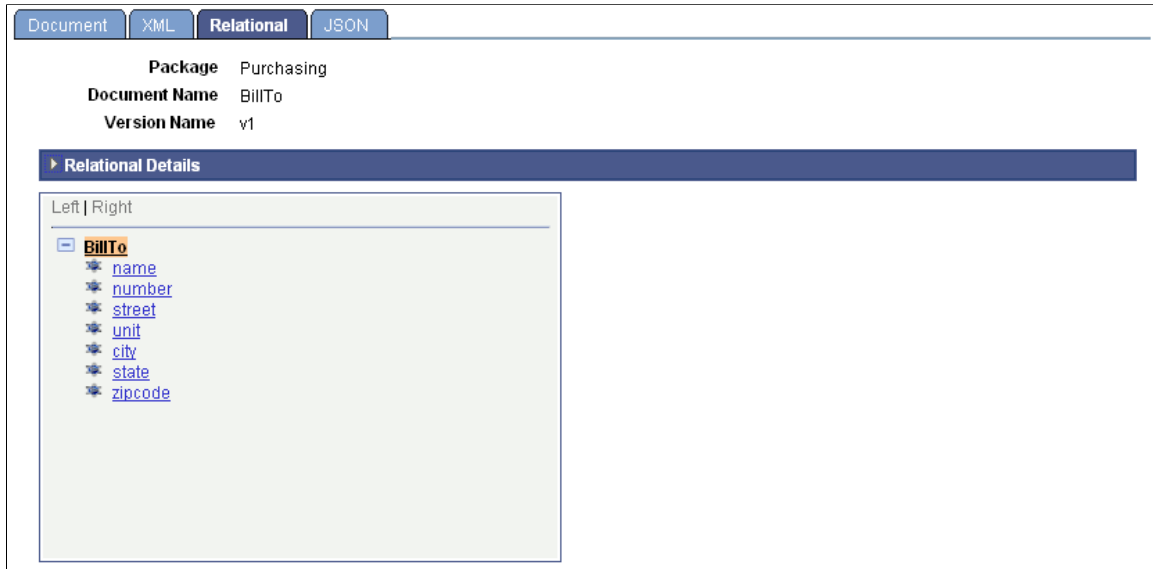 Document XML Relational JSON
Package Purchasing
Document Name BillTo
Version Name v1
Relational Details
Left | Right
BillTo
name
number
street
unit
city
state
zipcode